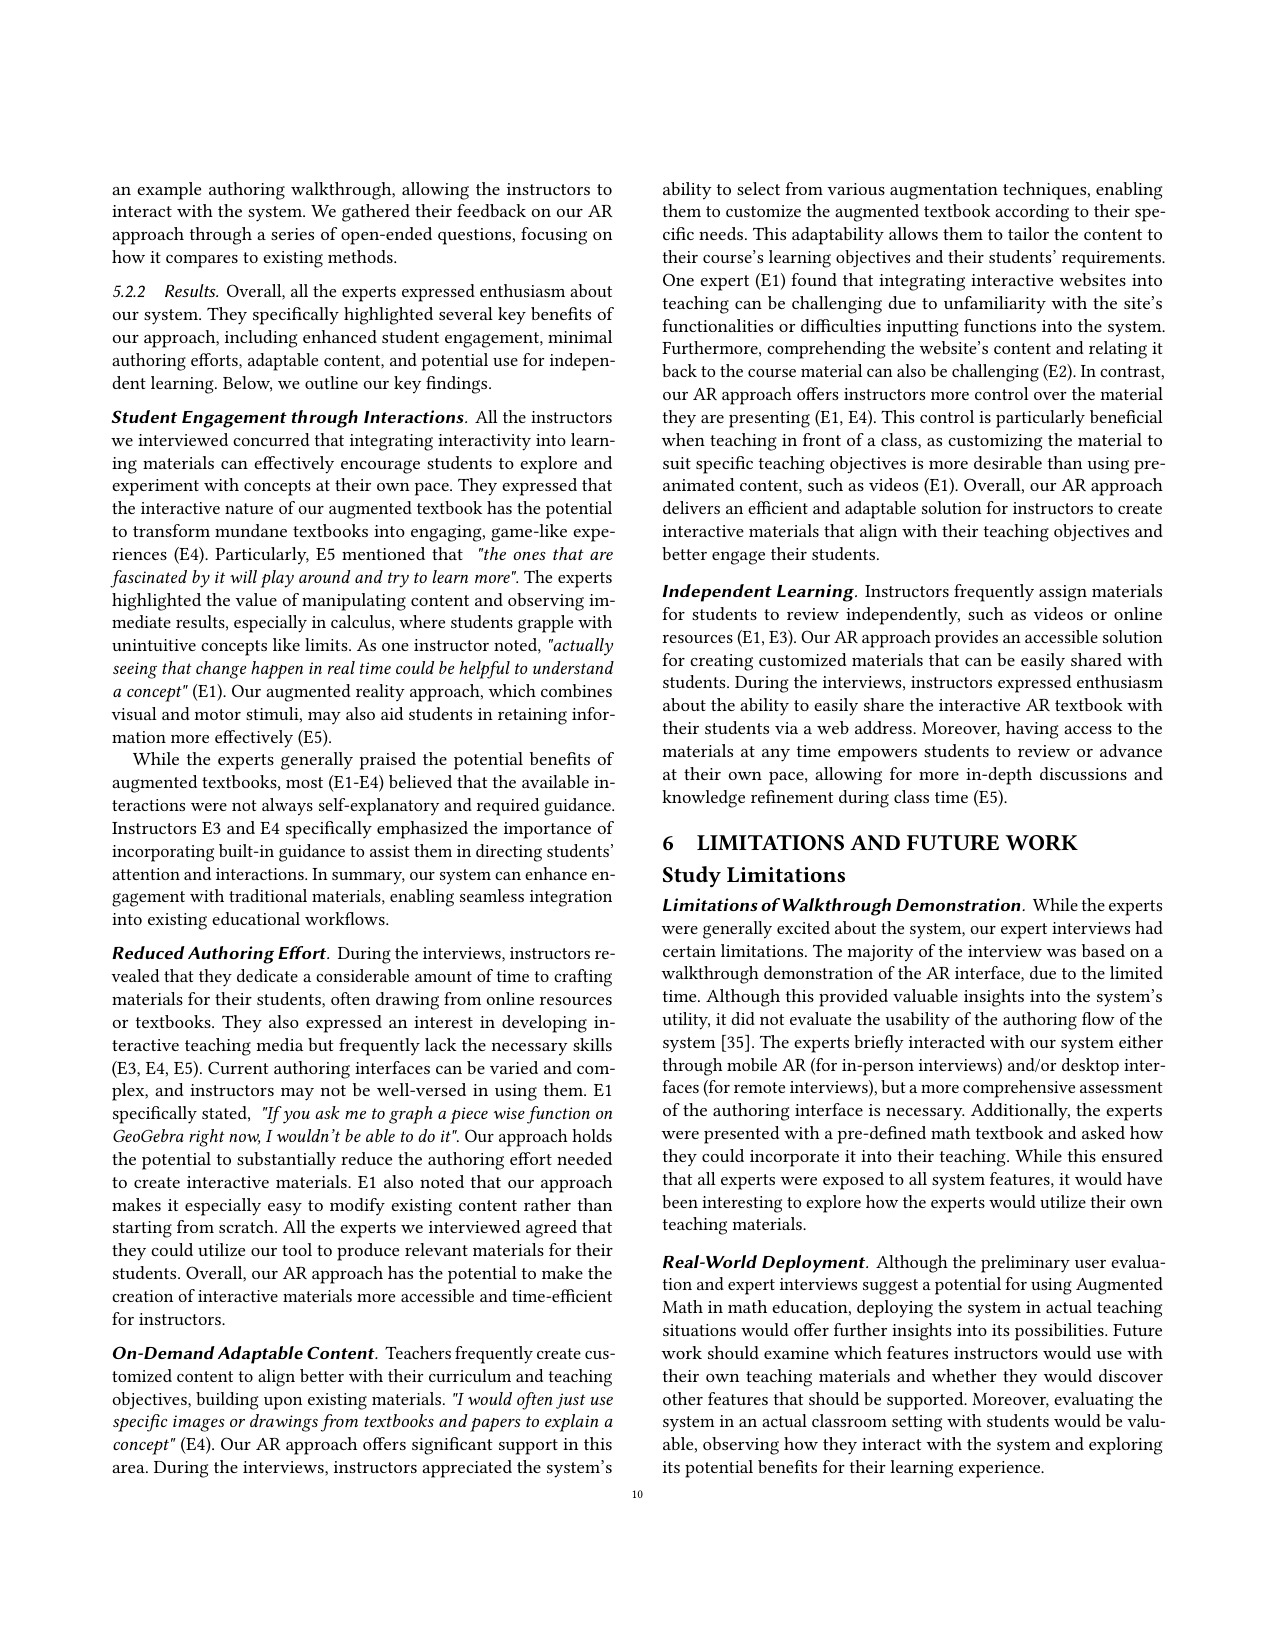 an example authoring walkthrough, allowing the instructors to
interact with the system. We gathered their feedback on our AR
approach through a series of open-ended questions, focusing on
how it compares to existing methods.
5.2.2 Results. Overall, all the experts expressed enthusiasm about
our system. They specifically highlighted several key benefits of
our approach, including enhanced student engagement, minimal
authoring efforts, adaptable content, and potential use for indepen-
dent learning. Below, we outline our key findings.
Student Engagement through Interactions. All the instructors
we interviewed concurred that integrating interactivity into learn-
ing materials can effectively encourage students to explore and
experiment with concepts at their own pace. They expressed that
the interactive nature of our augmented textbook has the potential
to transform mundane textbooks into engaging, game-like expe-
riences (E4). Particularly, E5 mentioned that "the ones that are
fascinated by it will play around and try to learn more". The experts
highlighted the value of manipulating content and observing im-
mediate results, especially in calculus, where students grapple with
unintuitive concepts like limits. As one instructor noted, "actually
seeing that change happen in real time could be helpful to understand
a concept" (E1). Our augmented reality approach, which combines
visual and motor stimuli, may also aid students in retaining infor-
mation more effectively (E5).
While the experts generally praised the potential benefits of
augmented textbooks, most (E1-E4) believed that the available in-
teractions were not always self-explanatory and required guidance.
Instructors E3 and E4 specifically emphasized the importance of
incorporating built-in guidance to assist them in directing students'
attention and interactions. In summary, our system can enhance en-
gagement with traditional materials, enabling seamless integration
into existing educational workflows.
Reduced Authoring Effort. During the interviews, instructors re-
vealed that they dedicate a considerable amount of time to crafting
materials for their students, often drawing from online resources
or textbooks. They also expressed an interest in developing in-
teractive teaching media but frequently lack the necessary skills
(E3, E4, E5). Current authoring interfaces can be varied and com-
plex, and instructors may not be well-versed in using them. E1
specifically stated, "If you ask me to graph a piece wise function on
GeoGebra right now, I wouldn't be able to do it". Our approach holds
the potential to substantially reduce the authoring effort needed
to create interactive materials. E1 also noted that our approach
makes it especially easy to modify existing content rather than
starting from scratch. All the experts we interviewed agreed that
they could utilize our tool to produce relevant materials for their
students. Overall, our AR approach has the potential to make the
creation of interactive materials more accessible and time-efficient
for instructors.
On-Demand Adaptable Content. Teachers frequently create cus-
tomized content to align better with their curriculum and teaching
objectives, building upon existing materials. "I would often just use
specific images or drawings from textbooks and papers to explain a
concept" (E4). Our AR approach offers significant support in this
area. During the interviews, instructors appreciated the system's
ability to select from various augmentation techniques, enabling
them to customize the augmented textbook according to their spe-
cific needs. This adaptability allows them to tailor the content to
their course's learning objectives and their students' requirements.
One expert (E1) found that integrating interactive websites into
teaching can be challenging due to unfamiliarity with the site's
functionalities or difficulties inputting functions into the system.
Furthermore, comprehending the website's content and relating it
back to the course material can also be challenging (E2). In contrast,
our AR approach offers instructors more control over the material
they are presenting (E1, E4). This control is particularly beneficial
when teaching in front of a class, as customizing the material to
suit specific teaching objectives is more desirable than using pre-
animated content, such as videos (E1). Overall, our AR approach
delivers an efficient and adaptable solution for instructors to create
interactive materials that align with their teaching objectives and
better engage their students.
Independent Learning. Instructors frequently assign materials
for students to review independently, such as videos or online
resources (E1, E3). Our AR approach provides an accessible solution
for creating customized materials that can be easily shared with
students. During the interviews, instructors expressed enthusiasm
about the ability to easily share the interactive AR textbook with
their students via a web address. Moreover, having access to the
materials at any time empowers students to review or advance
at their own pace, allowing for more in-depth discussions and
knowledge refinement during class time (E5).
6 LIMITATIONS AND FUTURE WORK
Study Limitations
Limitations of Walkthrough Demonstration. While the experts
were generally excited about the system, our expert interviews had
certain limitations. The majority of the interview was based on a
walkthrough demonstration of the AR interface, due to the limited
time. Although this provided valuable insights into the system's
utility, it did not evaluate the usability of the authoring flow of the
system [35]. The experts briefly interacted with our system either
through mobile AR (for in-person interviews) and/or desktop inter-
faces (for remote interviews), but a more comprehensive assessment
of the authoring interface is necessary. Additionally, the experts
were presented with a pre-defined math textbook and asked how
they could incorporate it into their teaching. While this ensured
that all experts were exposed to all system features, it would have
been interesting to explore how the experts would utilize their own
teaching materials.
Real-World Deployment. Although the preliminary user evalua-
tion and expert interviews suggest a potential for using Augmented
Math in math education, deploying the system in actual teaching
situations would offer further insights into its possibilities. Future
work should examine which features instructors would use with
their own teaching materials and whether they would discover
other features that should be supported. Moreover, evaluating the
system in an actual classroom setting with students would be valu-
able, observing how they interact with the system and exploring
its potential benefits for their learning experience.
10